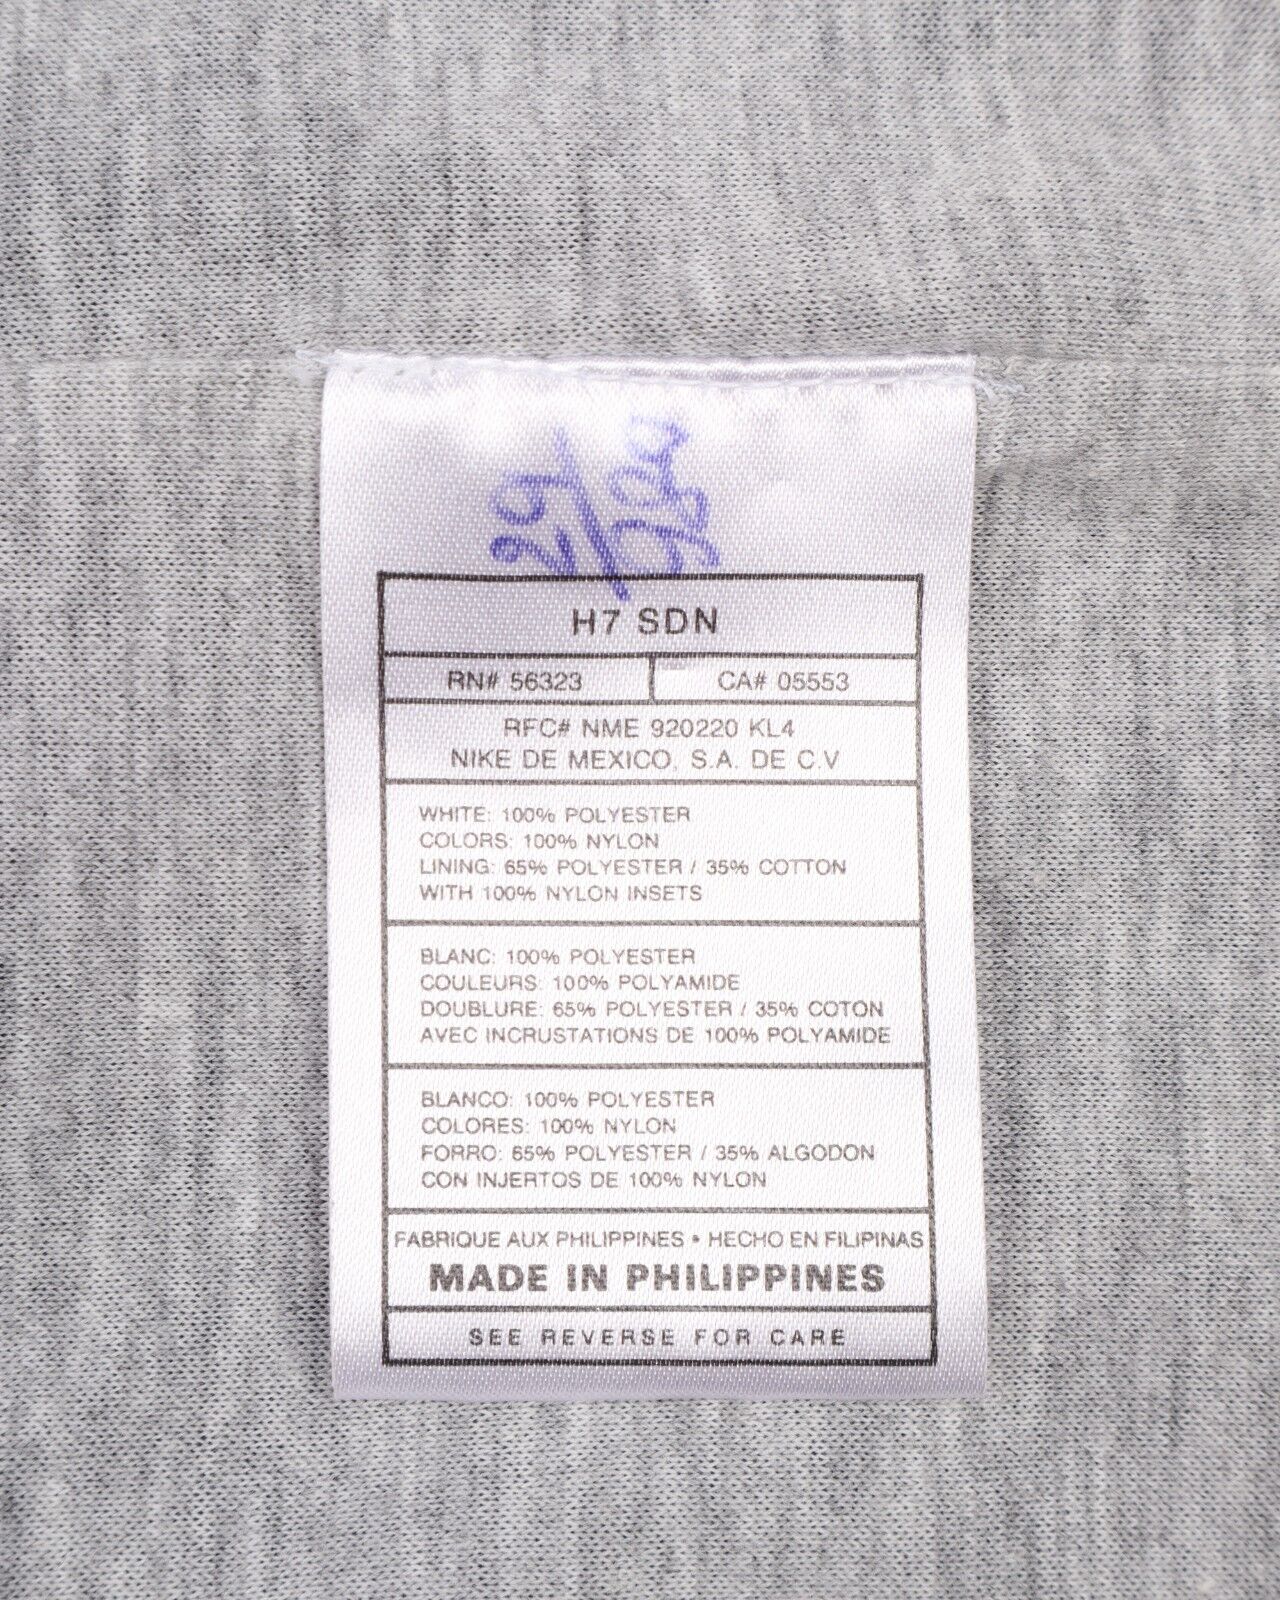 H7 SDN
RN# 56323 CA# 05553
RFC# NME 920220 KL4
NIKE DE MEXICO, S.A. DE C.V
WHITE: 100% POLYESTER
COLORS: 100% NYLON
LINING: 65% POLYESTER / 35% COTTON
WITH 100% NYLON INSETS
BLANC: 100% POLYESTER
COULEURS: 100% POLYAMIDE
DOUBLURE: 65% POLYESTER / 35% COTON
AVEC INCRUSTATIONS DE 100% POLYAMIDE
BLANCO: 100% POLYESTER
COLORES: 100% NYLON
FORRO: 65% POLYESTER / 35% ALGODON
CON INJERTOS DE 100% NYLON
FABRIQUE AUX PHILIPPINES • HECHO EN FILIPINAS
MADE IN PHILIPPINES
SEE REVERSE FOR CARE